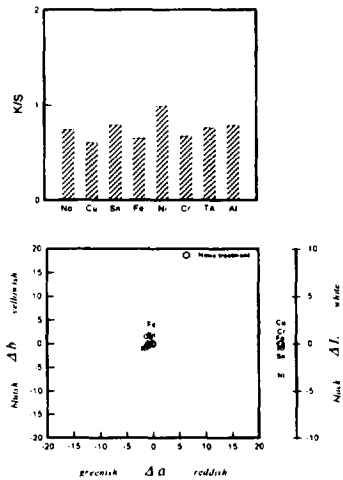 2
K/S
1
0
No Cu Sn Fe Ni Cr TA Al
20
15
10
5
0
-5
-10
-15
-20
yellowish
Δb
bluish
None treatment
Fe
-20 -15 -10 -5 0 5 10 15 20
greenish Δa reddish
Cu
Ni
10
5
0
-5
-10
white
ΔL
black